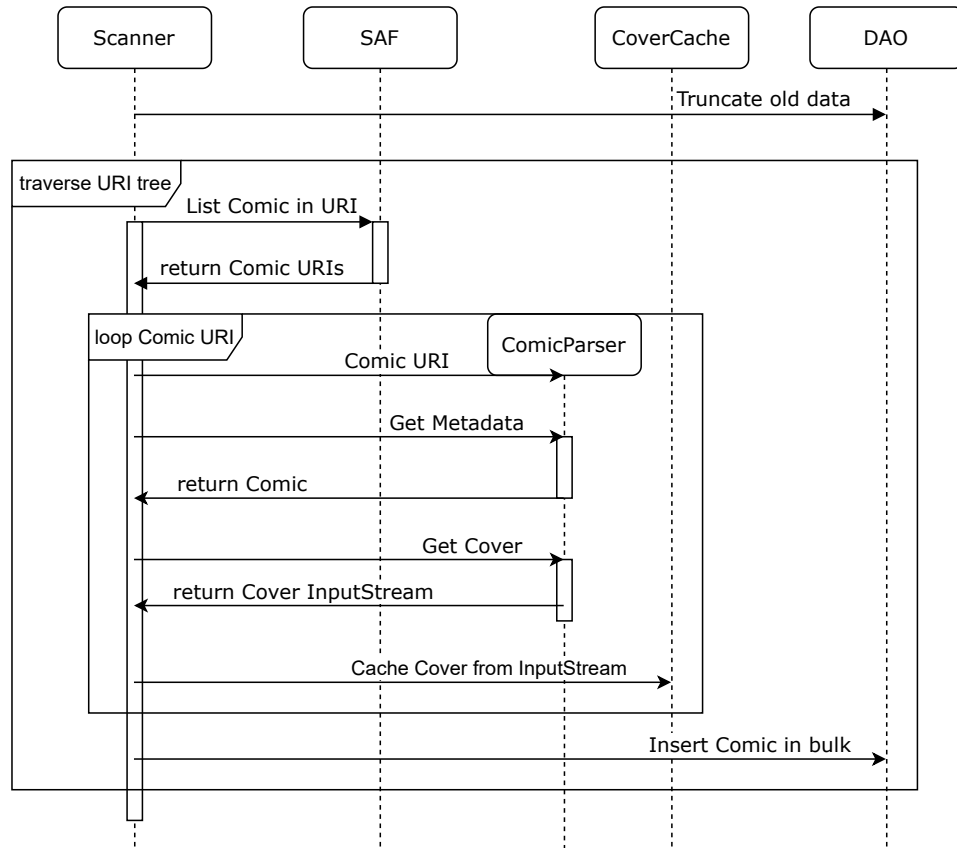 Scanner
SAF
CoverCache
DAO
Truncate old data
traverse URI tree
List Comic in URI
return Comic URIs
loop Comic URI
ComicParser
Comic URI
Get Metadata
return Comic
Get Cover
return Cover InputStream
Cache Cover from InputStream
Insert Comic in bulk